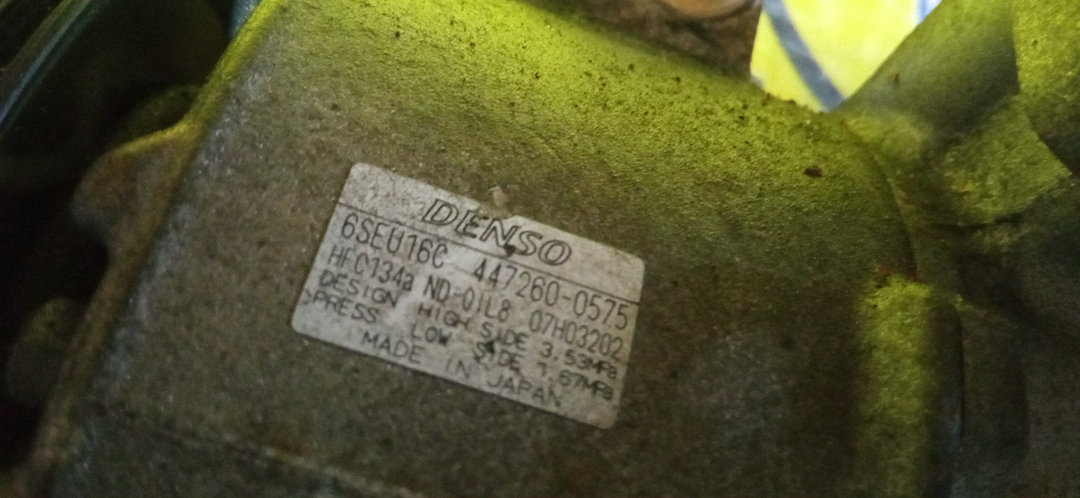 DENSO
6SEU16C 447260-0575
HFC134a ND-OIL8 07H03202
DESIGN HIGH SIDE 3.53MPa
PRESS. LOW SIDE 1.67MPa
MADE IN JAPAN